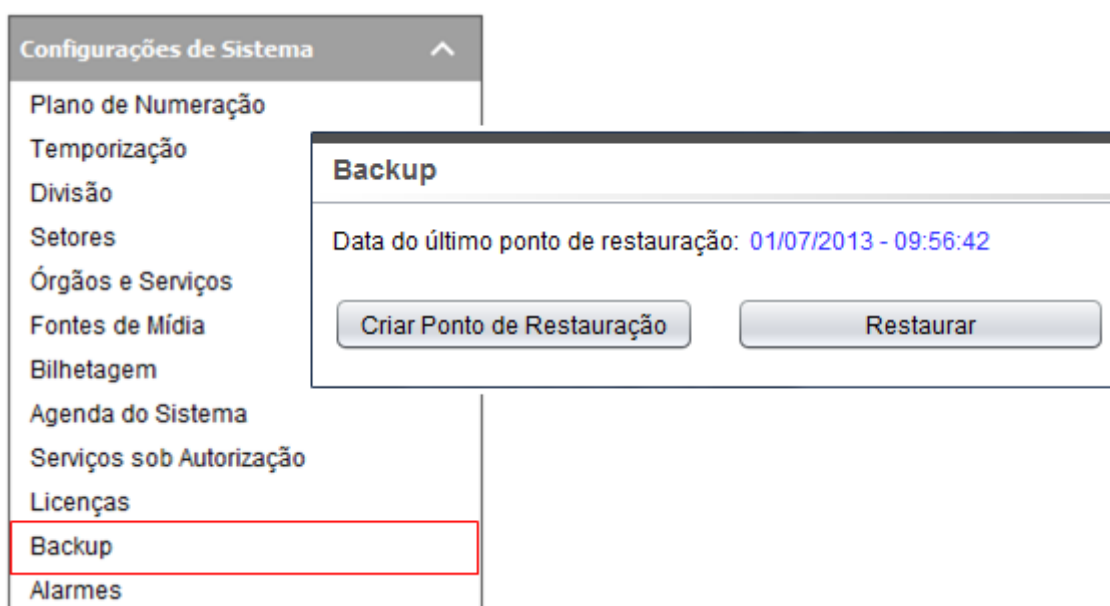 Configurações de Sistema
Plano de Numeração
Temporização
Divisão
Setores
Órgãos e Serviços
Fontes de Mídia
Bilhetagem
Agenda do Sistema
Serviços sob Autorização
Licenças
Backup
Alarmes
Backup
Data do último ponto de restauração: 01/07/2013 - 09:56:42
Criar Ponto de Restauração Restaurar